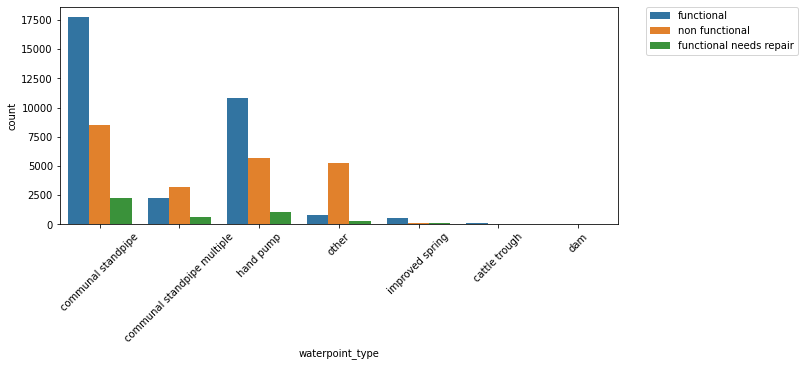 17500
15000
12500
10000
7500
5000
2500
0
count
communal standpipe
communal standpipe multiple
hand pump
other
improved spring
cattle trough
dam
waterpoint_type
functional
non functional
functional needs repair